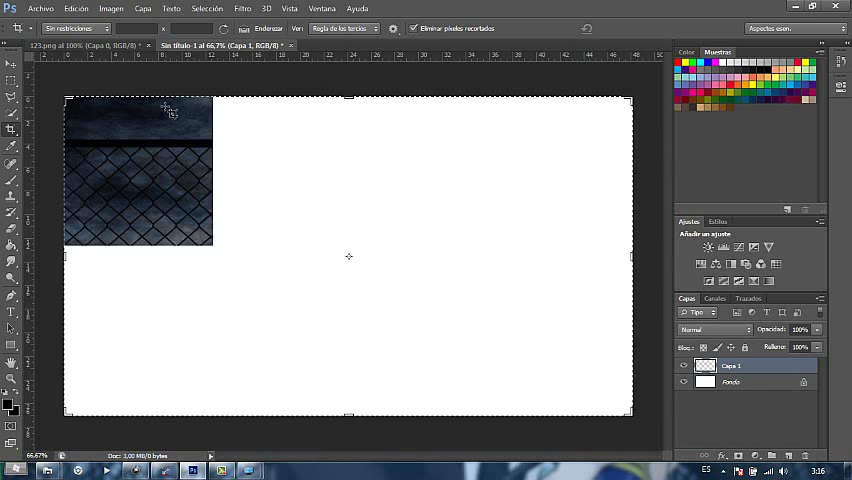 Ps Archivo Edición Imagen Capa Texto Selección Filtro 3D Vista Ventana Ayuda
Sin restricciones x Enderezar Ver: Regla de los tercios Eliminar píxeles recortados Aspectos esen.
123.png al 100% (Capa 0, RGB/8) * × Sin título-1 al 66,7% (Capa 1, RGB/8) * ×
Color Muestras
Ajustes Estilos
Añadir un ajuste
Capas Canales Trazados
Tipo
Normal Opacidad: 100%
Bloq.: Relleno: 100%
Capa 1
Fondo
66,67% Doc: 3,00 MB/0 bytes
ES 3:16